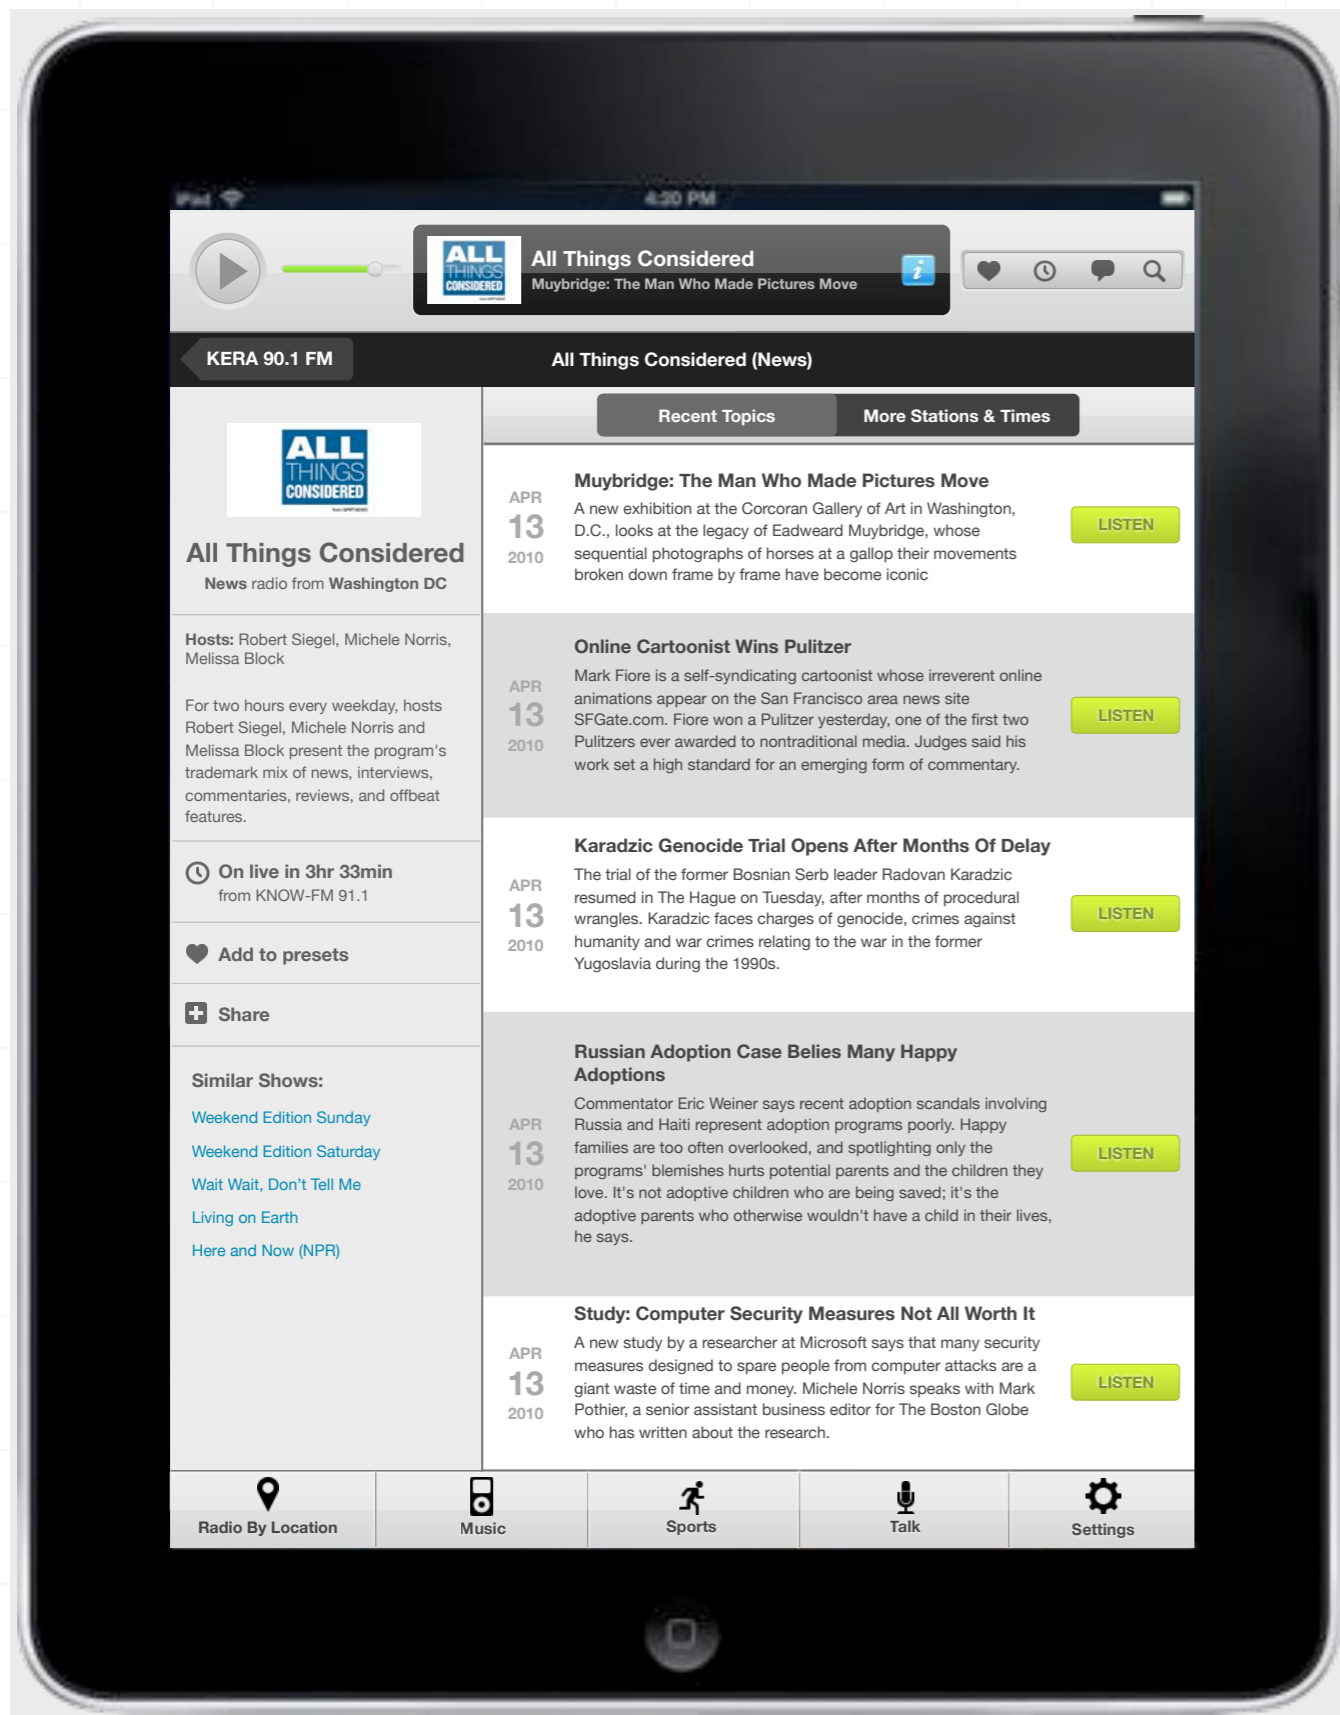 iPad
4:20 PM
ALL
THINGS
CONSIDERED
All Things Considered
Muybridge: The Man Who Made Pictures Move
i
KERA 90.1 FM
All Things Considered (News)
ALL
THINGS
CONSIDERED
All Things Considered
News radio from Washington DC
Hosts: Robert Siegel, Michele Norris,
Melissa Block
For two hours every weekday, hosts
Robert Siegel, Michele Norris and
Melissa Block present the program's
trademark mix of news, interviews,
commentaries, reviews, and offbeat
features.
On live in 3hr 33min
from KNOW-FM 91.1
Add to presets
Share
Similar Shows:
Weekend Edition Sunday
Weekend Edition Saturday
Wait Wait, Don't Tell Me
Living on Earth
Here and Now (NPR)
Recent Topics
More Stations & Times
APR
13
2010
Muybridge: The Man Who Made Pictures Move
A new exhibition at the Corcoran Gallery of Art in Washington,
D.C., looks at the legacy of Eadweard Muybridge, whose
sequential photographs of horses at a gallop their movements
broken down frame by frame have become iconic
LISTEN
APR
13
2010
Online Cartoonist Wins Pulitzer
Mark Fiore is a self-syndicating cartoonist whose irreverent online
animations appear on the San Francisco area news site
SFGate.com. Fiore won a Pulitzer yesterday, one of the first two
Pulitzers ever awarded to nontraditional media. Judges said his
work set a high standard for an emerging form of commentary.
LISTEN
APR
13
2010
Karadzic Genocide Trial Opens After Months Of Delay
The trial of the former Bosnian Serb leader Radovan Karadzic
resumed in The Hague on Tuesday, after months of procedural
wrangles. Karadzic faces charges of genocide, crimes against
humanity and war crimes relating to the war in the former
Yugoslavia during the 1990s.
LISTEN
APR
13
2010
Russian Adoption Case Belies Many Happy
Adoptions
Commentator Eric Weiner says recent adoption scandals involving
Russia and Haiti represent adoption programs poorly. Happy
families are too often overlooked, and spotlighting only the
programs' blemishes hurts potential parents and the children they
love. It's not adoptive children who are being saved; it's the
adoptive parents who otherwise wouldn't have a child in their lives,
he says.
LISTEN
APR
13
2010
Study: Computer Security Measures Not All Worth It
A new study by a researcher at Microsoft says that many security
measures designed to spare people from computer attacks are a
giant waste of time and money. Michele Norris speaks with Mark
Pothier, a senior assistant business editor for The Boston Globe
who has written about the research.
LISTEN
Radio By Location
Music
Sports
Talk
Settings